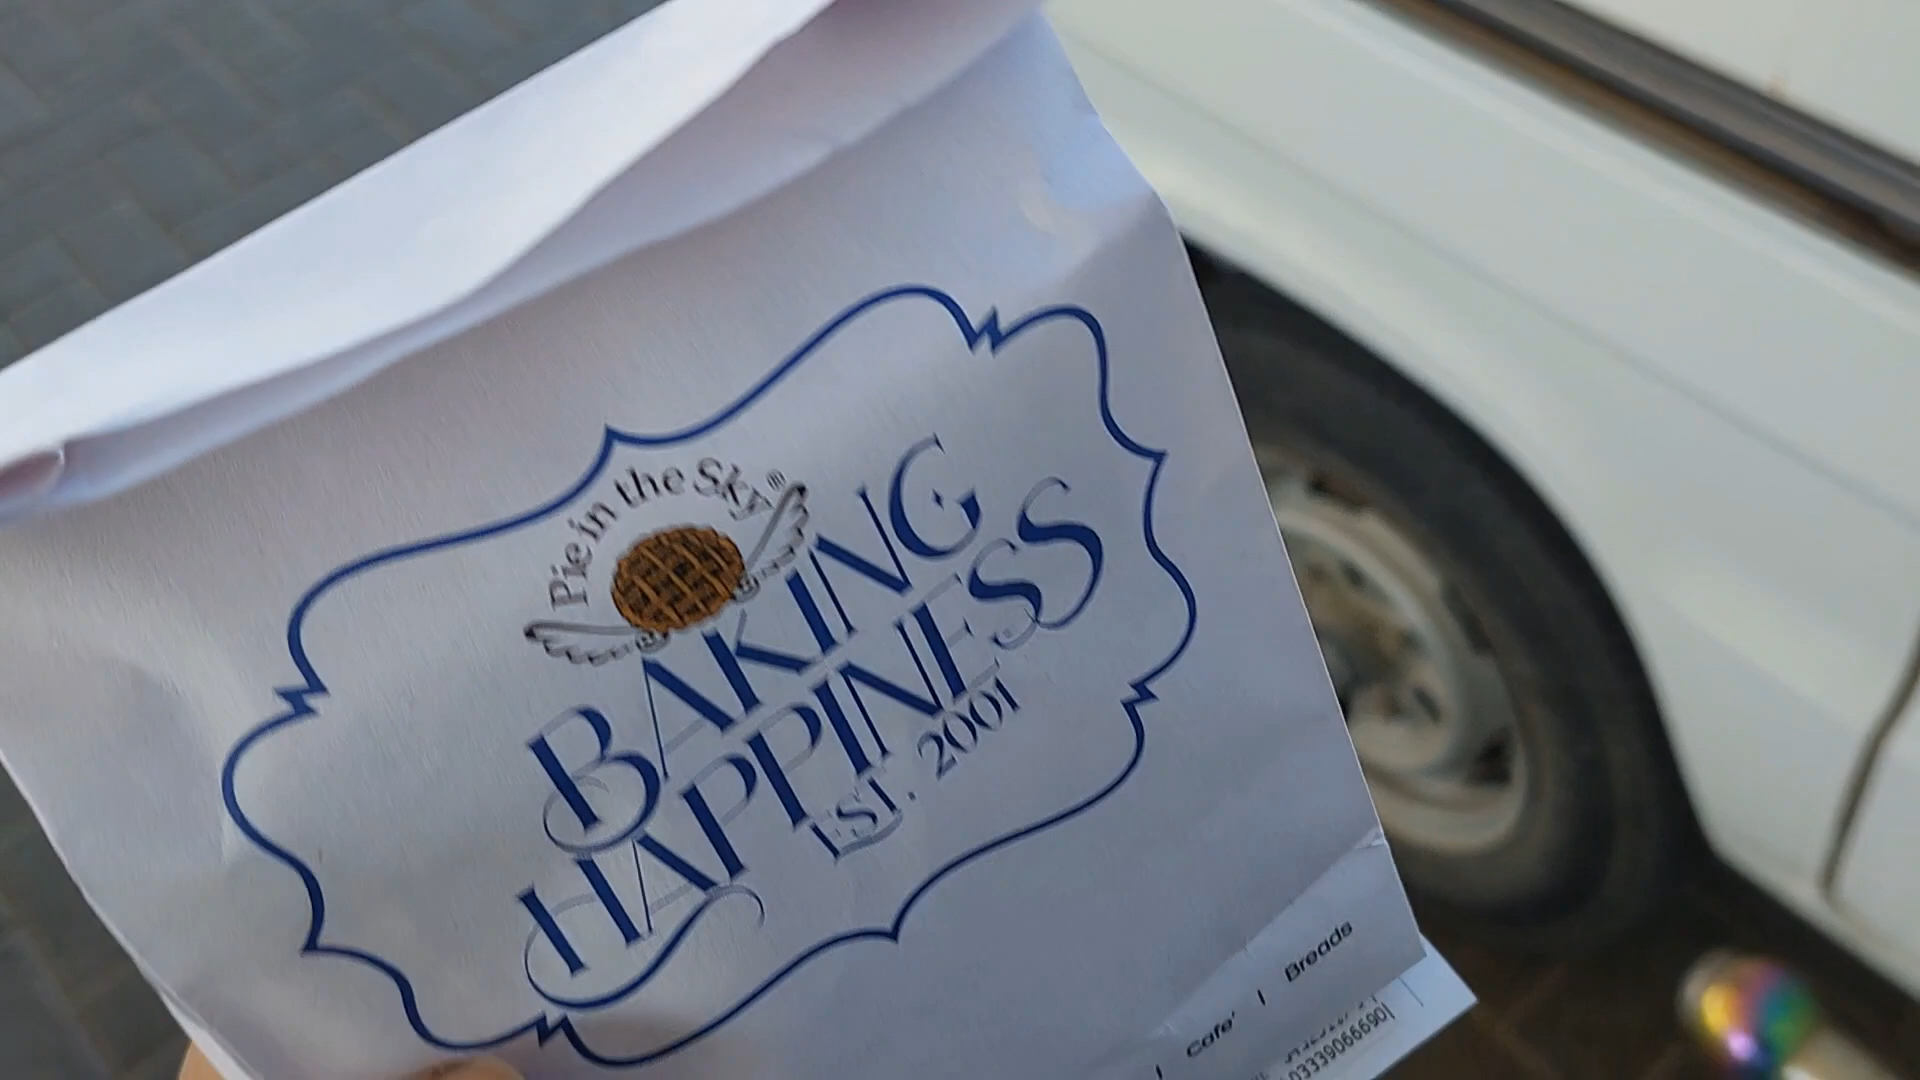 Pie in the Sky®
BAKING
HAPPINESS
EST. 2001
| Cafe' | Breads
03339066690